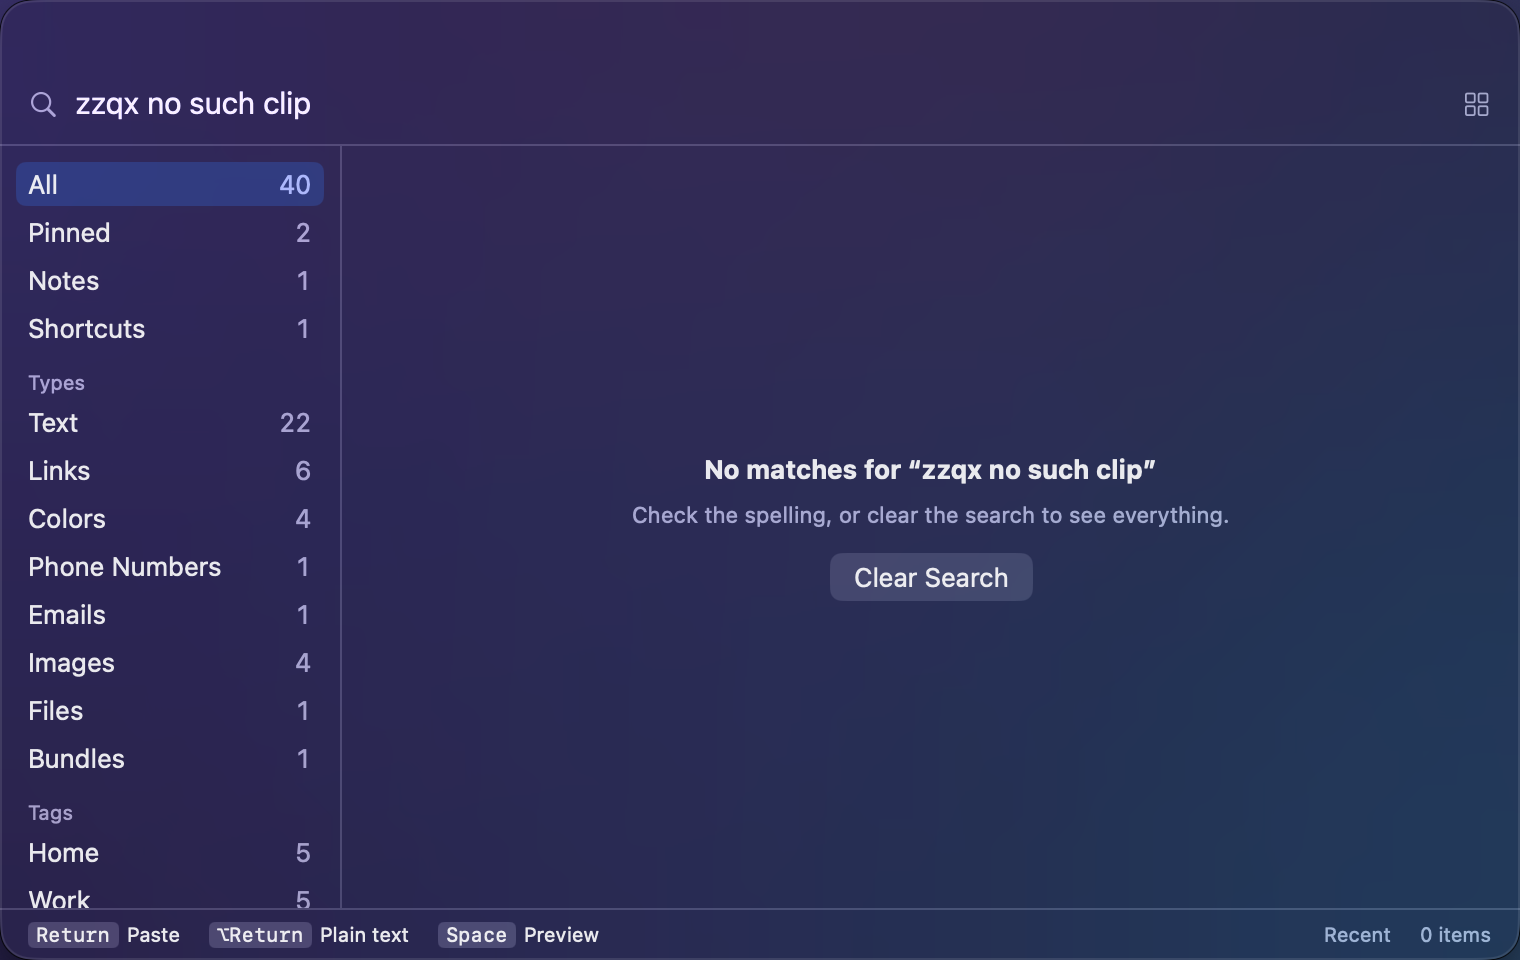 zzqx no such clip
All 40
Pinned 2
Notes 1
Shortcuts 1
Types
Text 22
Links 6
Colors 4
Phone Numbers 1
Emails 1
Images 4
Files 1
Bundles 1
Tags
Home 5
Work 5
No matches for “zzqx no such clip”
Check the spelling, or clear the search to see everything.
Clear Search
Return Paste ⌥Return Plain text Space Preview Recent 0 items